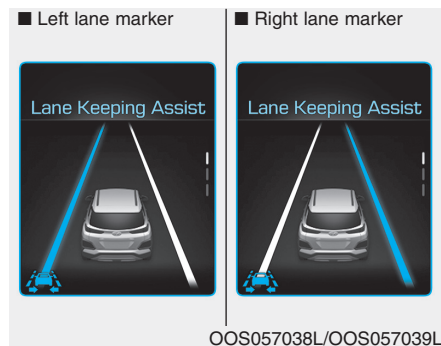 ■ Left lane marker
■ Right lane marker
Lane Keeping Assist
Lane Keeping Assist
OOS057038L/OOS057039L